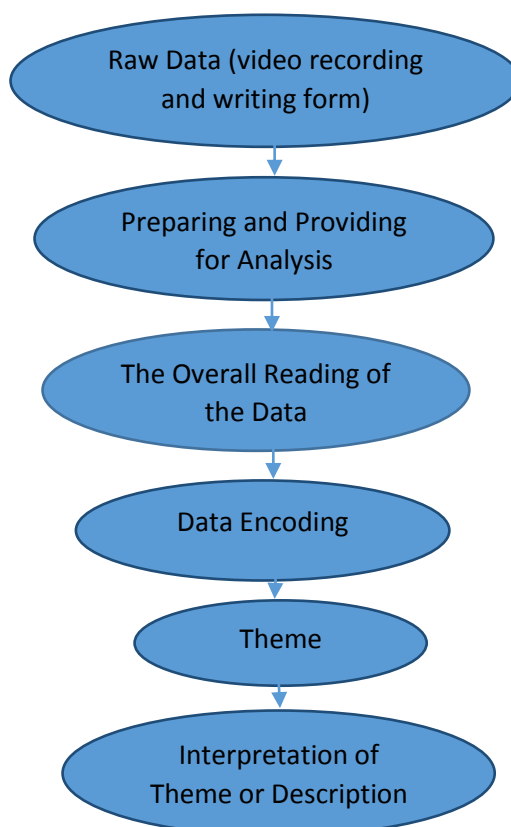 Raw Data (video recording
and writing form)
Preparing and Providing
for Analysis
The Overall Reading of
the Data
Data Encoding
Theme
Interpretation of
Theme or Description